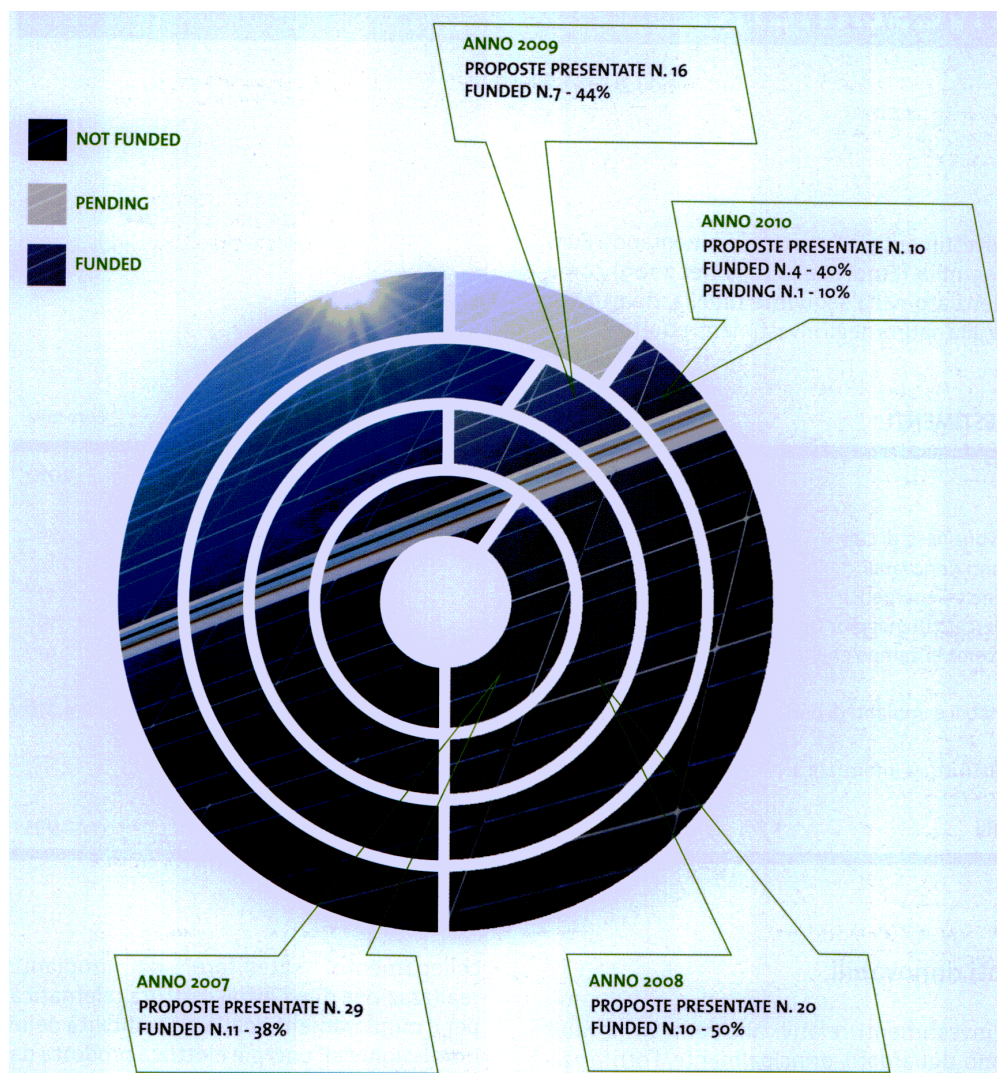 ANNO 2009
PROPOSTE PRESENTATE N. 16
FUNDED N.7 - 44%
NOT FUNDED
PENDING
FUNDED
ANNO 2010
PROPOSTE PRESENTATE N. 10
FUNDED N.4 - 40%
PENDING N.1 - 10%
ANNO 2007
PROPOSTE PRESENTATE N. 29
FUNDED N.11 - 38%
ANNO 2008
PROPOSTE PRESENTATE N. 20
FUNDED N.10 - 50%